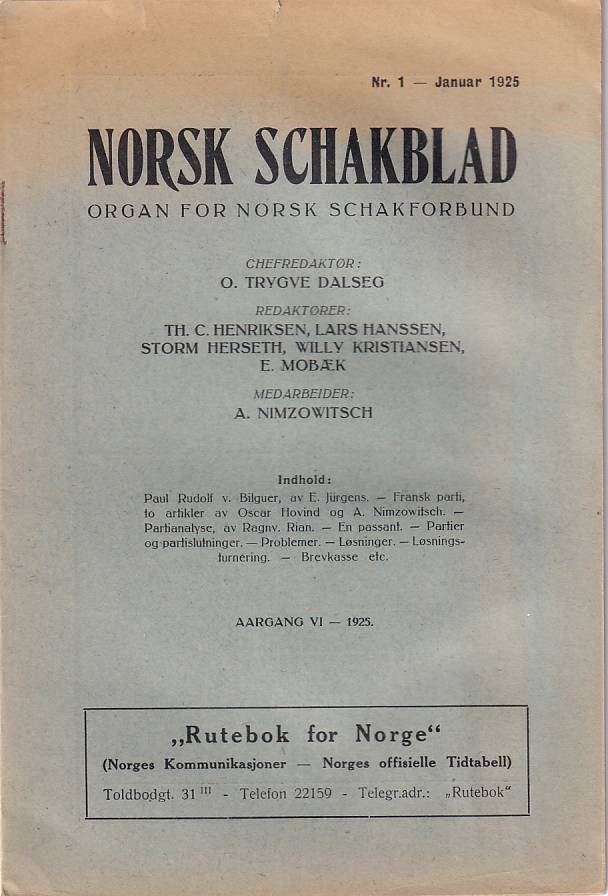 Nr. 1 — Januar 1925
NORSK SCHAKBLAD
ORGAN FOR NORSK SCHAKFORBUND
CHEFREDAKTØR:
O. TRYGVE DALSEG
REDAKTØRER:
TH. C. HENRIKSEN, LARS HANSSEN,
STORM HERSETH, WILLY KRISTIANSEN,
E. MOBÆK
MEDARBEIDER:
A. NIMZOWITSCH
Indhold:
Paul Rudolf v. Bilguer, av E. Jürgens. — Fransk parti,
to artikler av Oscar Hovind og A. Nimzowitsch. —
Partianalyse, av Ragnv. Rian. — En passant. — Partier
og partislutninger. — Problemer. — Løsninger. — Løsnings-
turnering. — Brevkasse etc.
AARGANG VI — 1925.
„Rutebok for Norge“
(Norges Kommunikasjoner — Norges offisielle Tidtabell)
Toldbodgt. 31 III - Telefon 22159 - Telegr.adr.: „Rutebok“